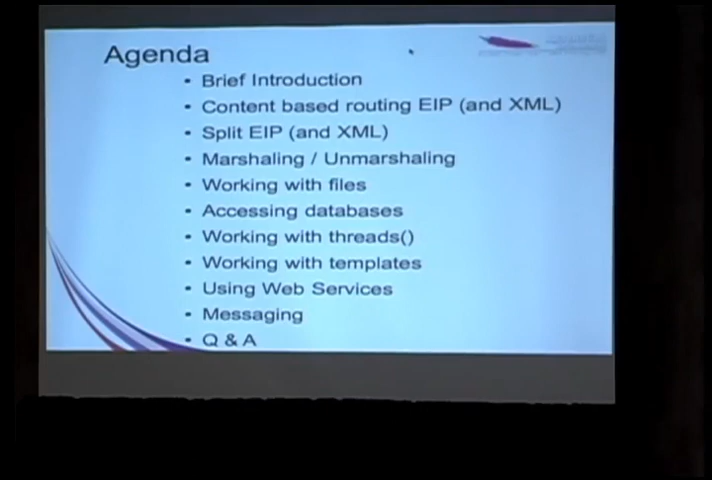 Agenda
• Brief Introduction
• Content based routing EIP (and XML)
• Split EIP (and XML)
• Marshaling / Unmarshaling
• Working with files
• Accessing databases
• Working with threads()
• Working with templates
• Using Web Services
• Messaging
• Q & A